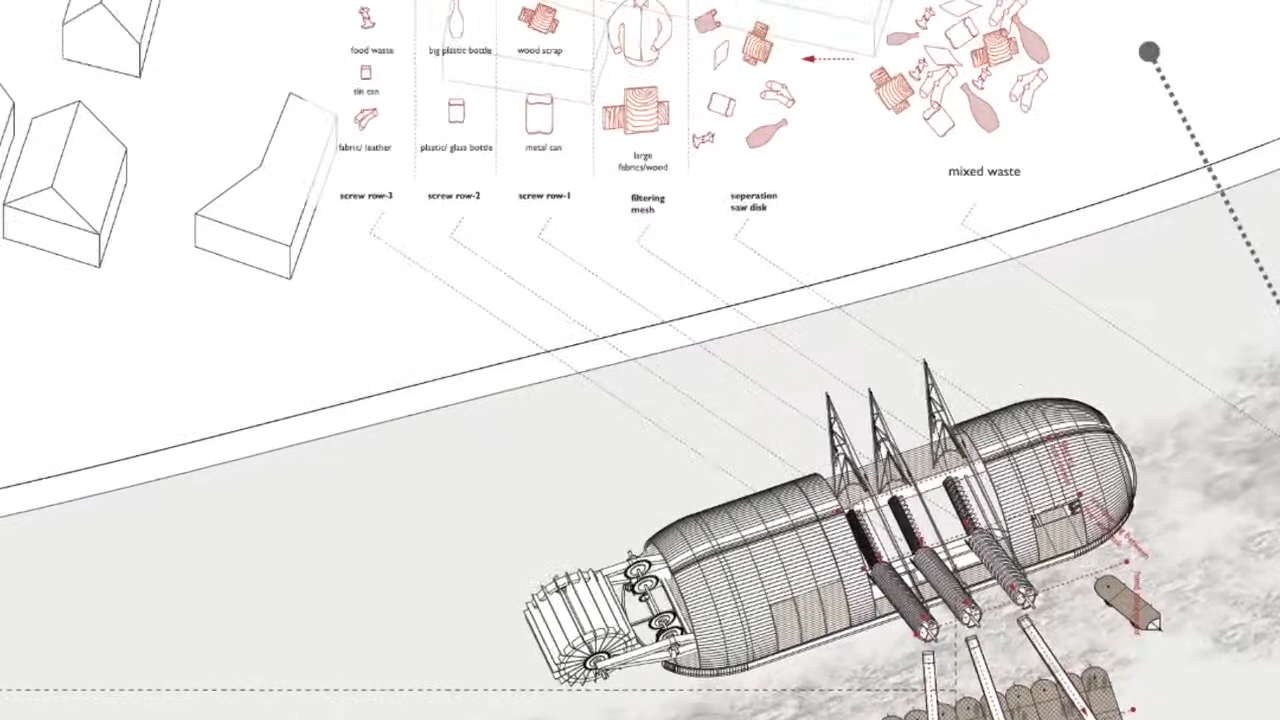 food waste
big plastic bottle
wood scrap
tin can
fabric/ leather
plastic/ glass bottle
metal can
large
fabrics/wood
mixed waste
screw row-3
screw row-2
screw row-1
filtering
mesh
seperation
saw disk